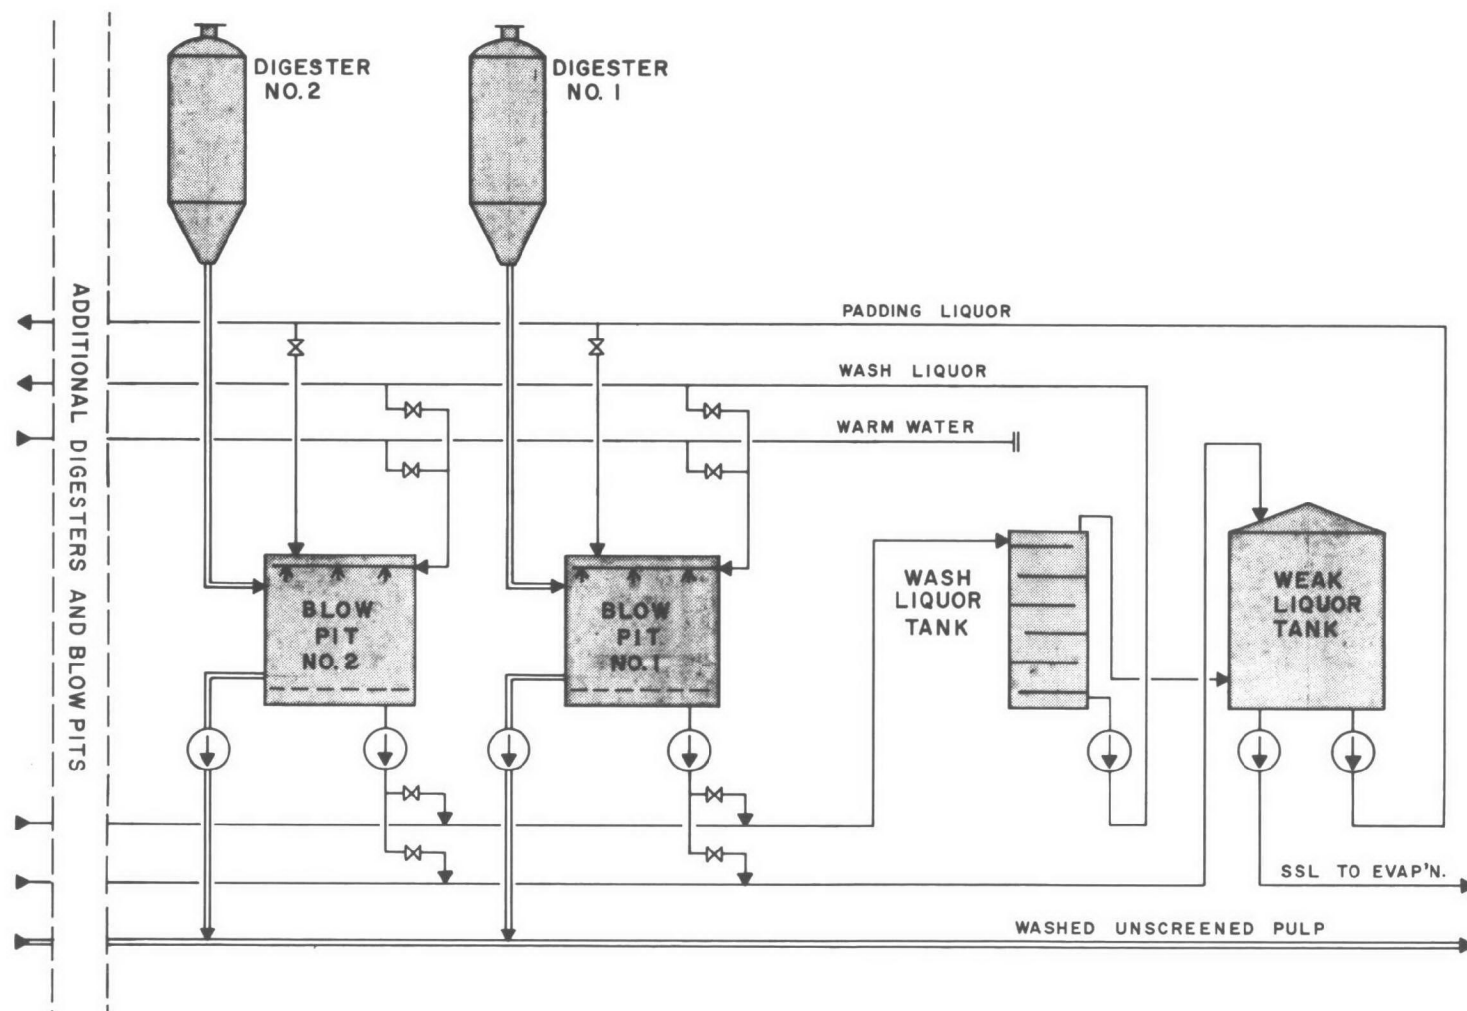 DIGESTER
NO. 2
DIGESTER
NO. 1
PADDING LIQUOR
WASH LIQUOR
WARM WATER
ADDITIONAL DIGESTERS AND BLOW PITS
BLOW
PIT
NO. 2
BLOW
PIT
NO. 1
WASH
LIQUOR
TANK
WEAK
LIQUOR
TANK
SSL TO EVAP'N.
WASHED UNSCREENED PULP